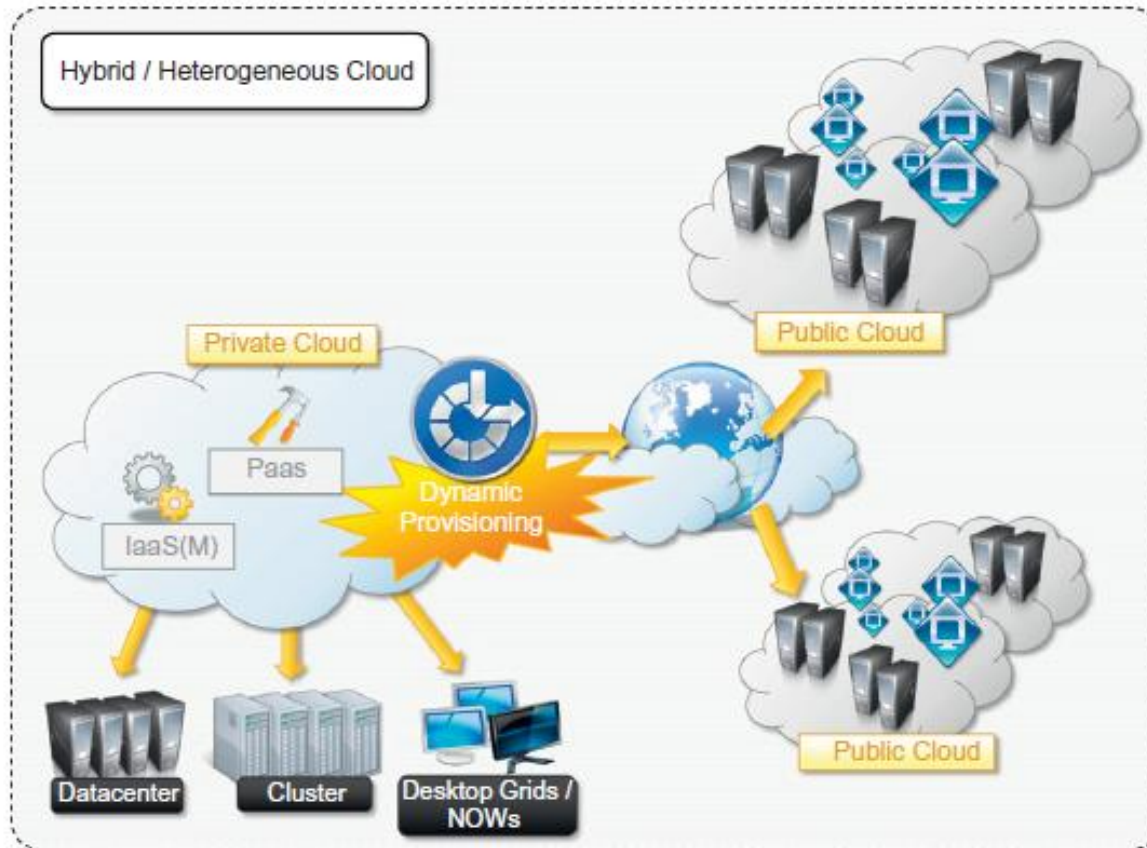 Hybrid / Heterogeneous Cloud
Public Cloud
Private Cloud
Paas
Dynamic
Provisioning
IaaS(M)
Public Cloud
Datacenter
Cluster
Desktop Grids /
NOWs